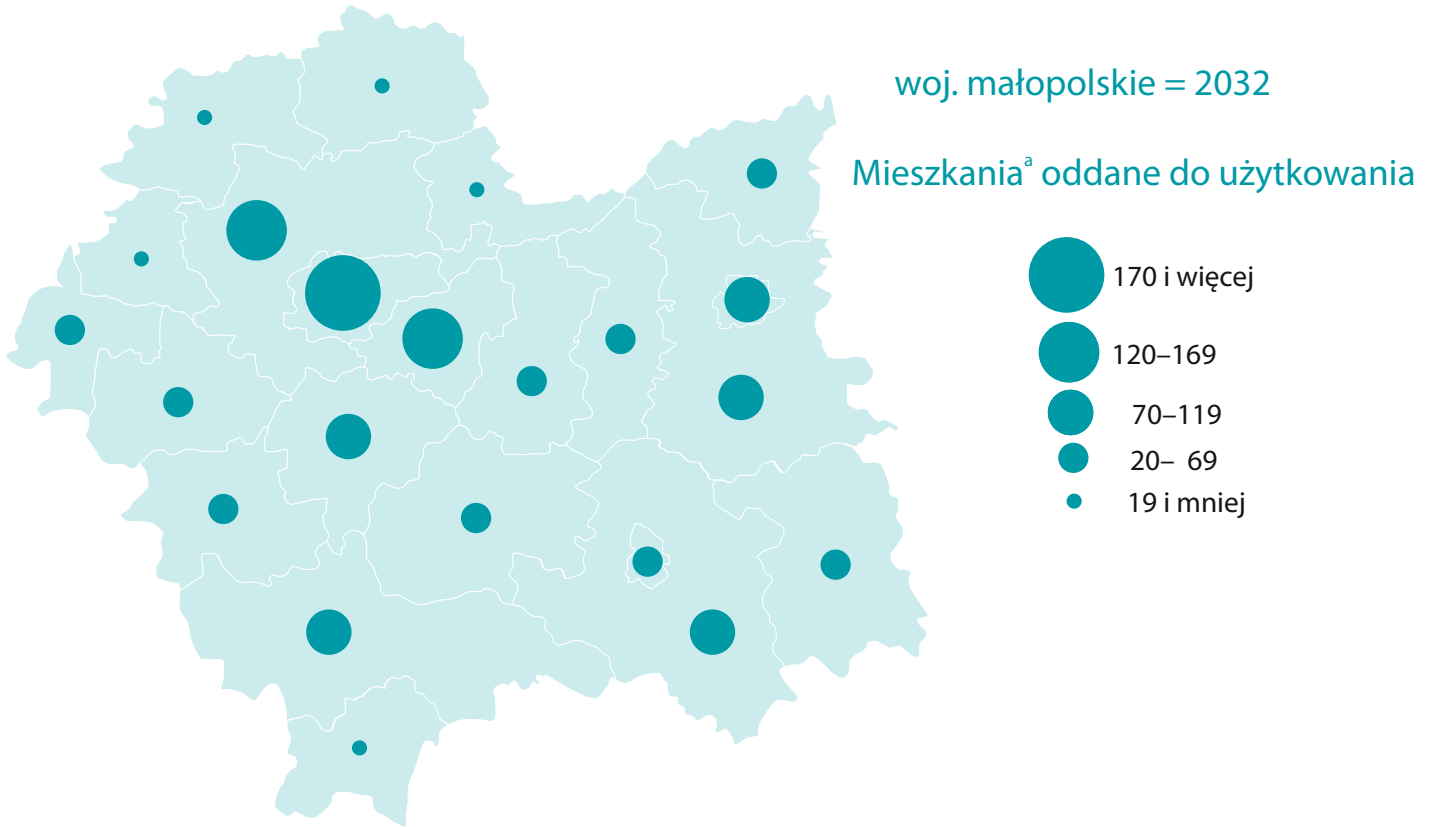 woj. małopolskie = 2032
Mieszkaniaᵃ oddane do użytkowania
170 i więcej
120–169
70–119
20– 69
19 i mniej